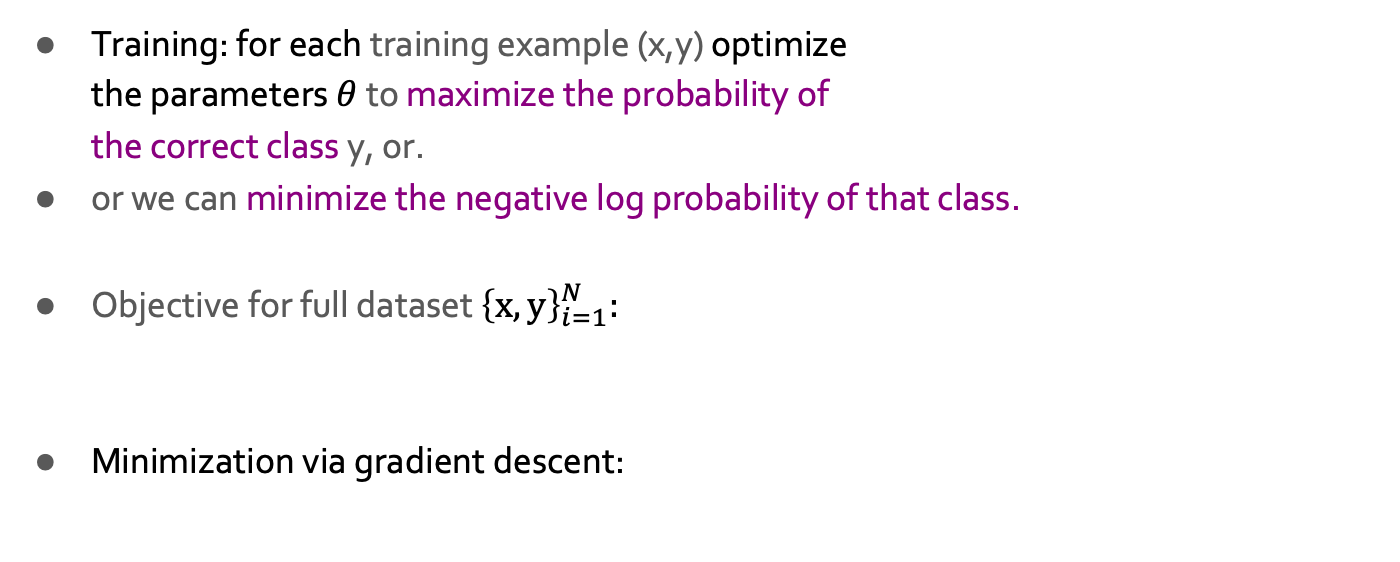 ● Training: for each training example (x,y) optimize
the parameters θ to maximize the probability of
the correct class y, or.
● or we can minimize the negative log probability of that class.
● Objective for full dataset {x, y}_{i=1}^{N}:
● Minimization via gradient descent: